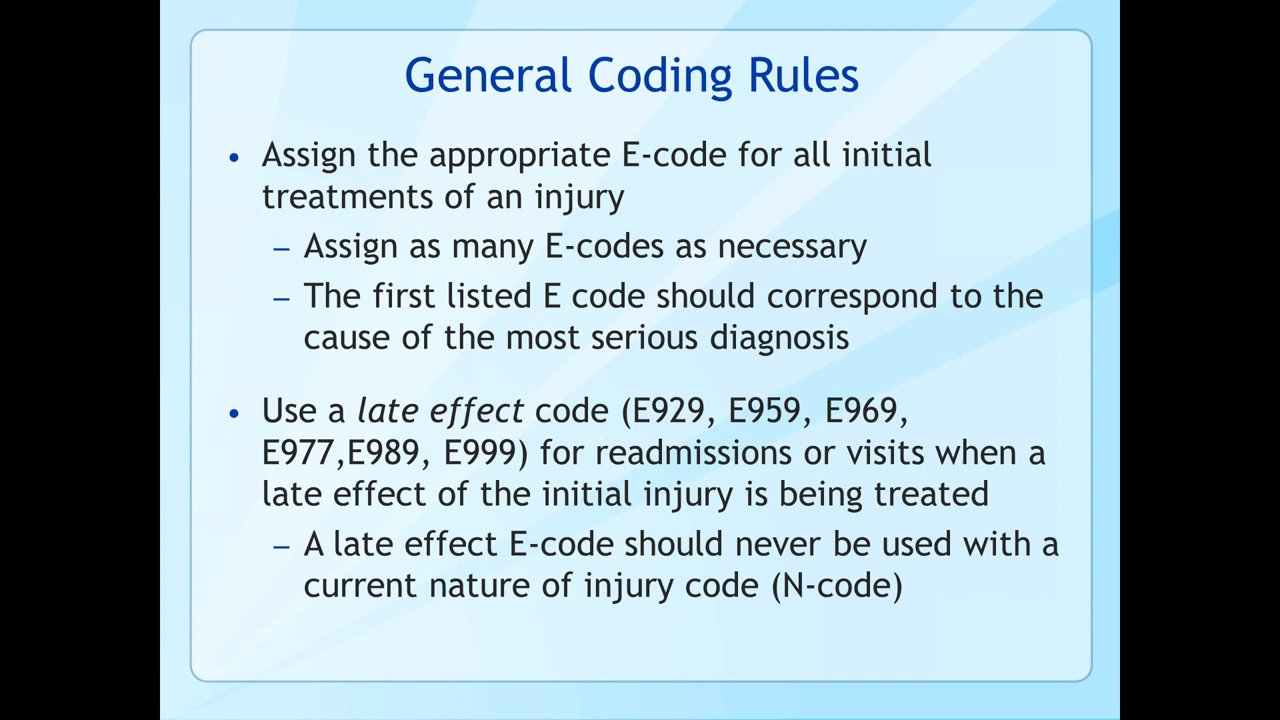 General Coding Rules
• Assign the appropriate E-code for all initial
treatments of an injury
– Assign as many E-codes as necessary
– The first listed E code should correspond to the
cause of the most serious diagnosis
• Use a late effect code (E929, E959, E969,
E977,E989, E999) for readmissions or visits when a
late effect of the initial injury is being treated
– A late effect E-code should never be used with a
current nature of injury code (N-code)